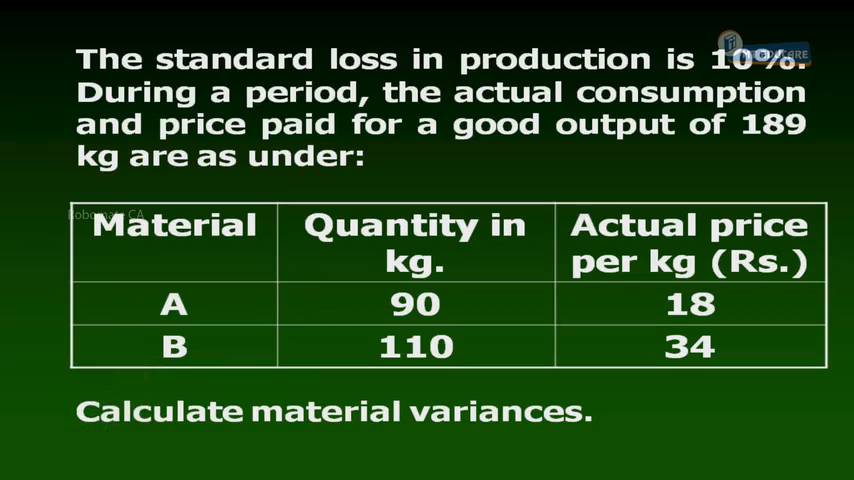 The standard loss in production is 10%.
During a period, the actual consumption
and price paid for a good output of 189
kg are as under:
Robomate CA
Material Quantity in kg. Actual price per kg (Rs.)
A 90 18
B 110 34
Calculate material variances.